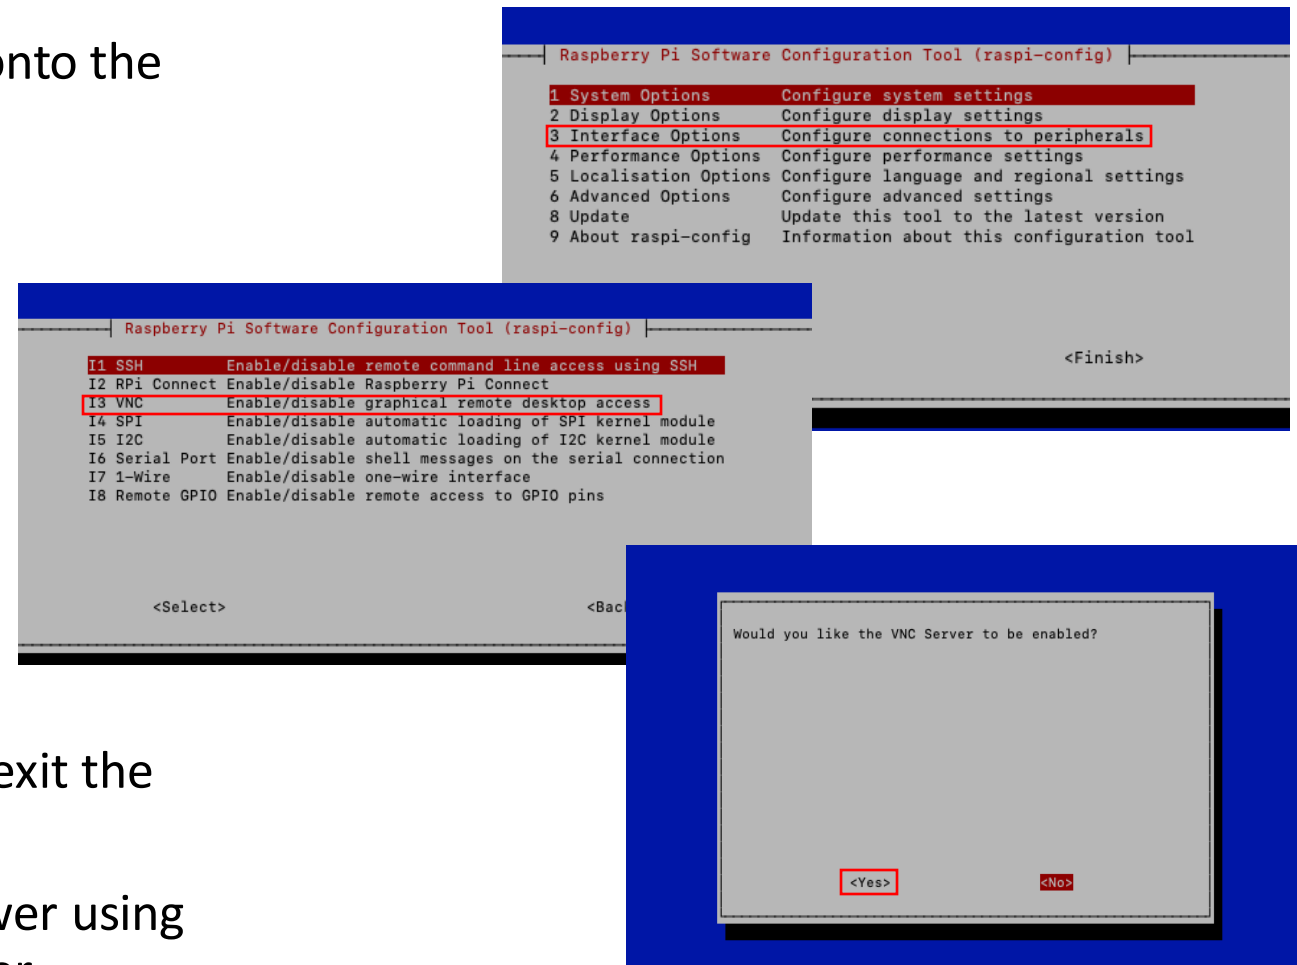 onto the
Raspberry Pi Software Configuration Tool (raspi-config)
1 System Options Configure system settings
2 Display Options Configure display settings
3 Interface Options Configure connections to peripherals
4 Performance Options Configure performance settings
5 Localisation Options Configure language and regional settings
6 Advanced Options Configure advanced settings
8 Update Update this tool to the latest version
9 About raspi-config Information about this configuration tool
<Finish>
Raspberry Pi Software Configuration Tool (raspi-config)
I1 SSH Enable/disable remote command line access using SSH
I2 RPi Connect Enable/disable Raspberry Pi Connect
I3 VNC Enable/disable graphical remote desktop access
I4 SPI Enable/disable automatic loading of SPI kernel module
I5 I2C Enable/disable automatic loading of I2C kernel module
I6 Serial Port Enable/disable shell messages on the serial connection
I7 1-Wire Enable/disable one-wire interface
I8 Remote GPIO Enable/disable remote access to GPIO pins
<Select> <Bac
Would you like the VNC Server to be enabled?
<Yes> <No>
exit the
ver using